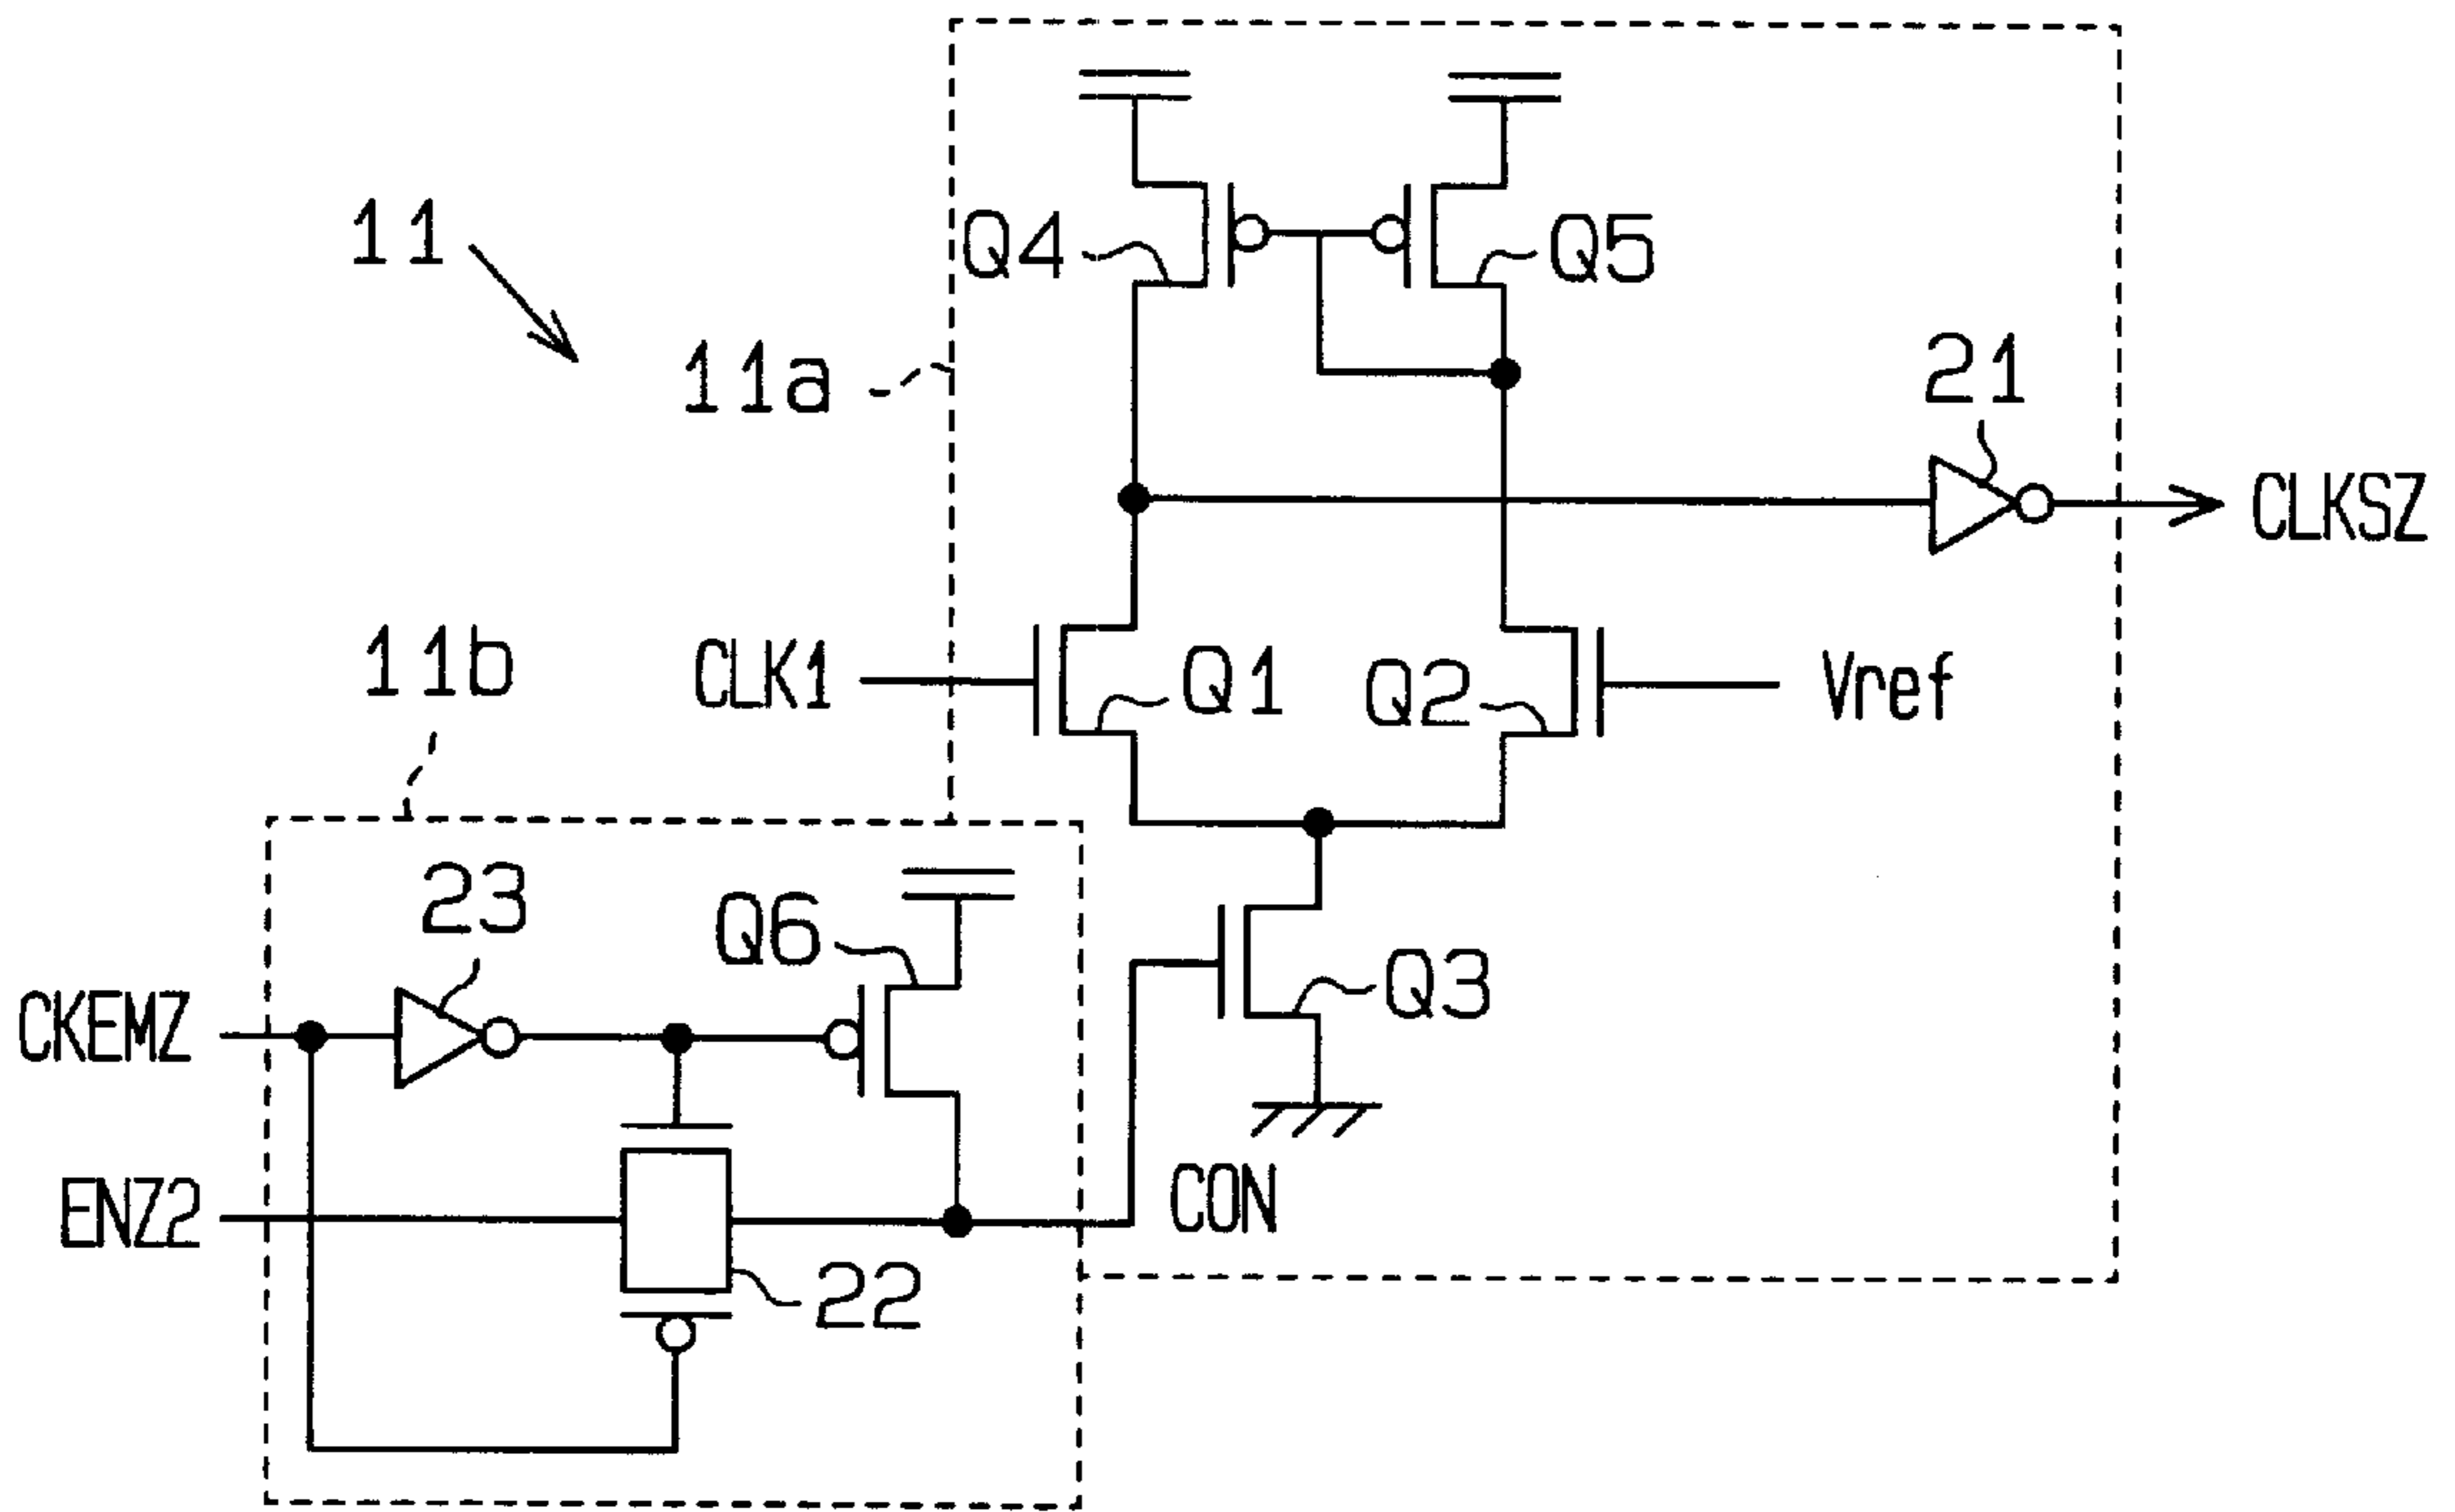 11
Q4
Q5
11a
21
CLKSZ
11b
CLK1
Q1
Q2
Vref
23
Q6
Q3
CKEMZ
CON
ENZ2
22